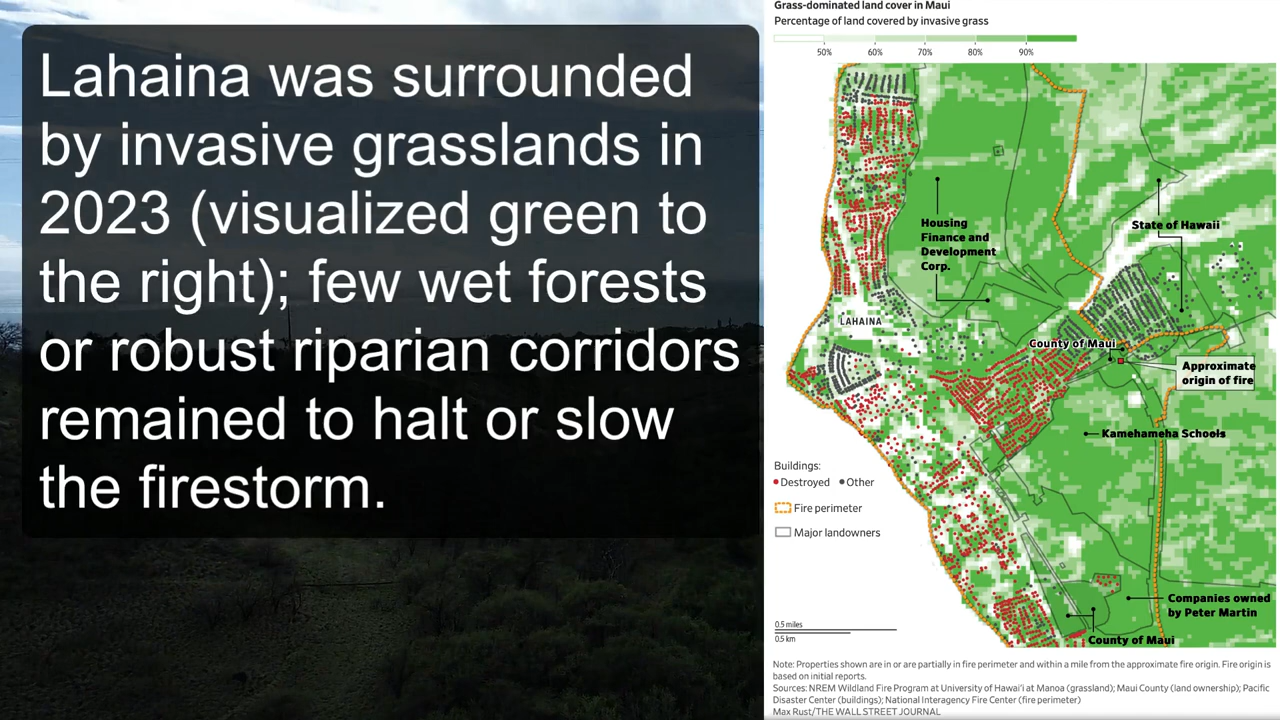 Lahaina was surrounded
by invasive grasslands in
2023 (visualized green to
the right); few wet forests
or robust riparian corridors
remained to halt or slow
the firestorm.
Grass-dominated land cover in Maui
Percentage of land covered by invasive grass
50% 60% 70% 80% 90%
Housing
Finance and
Development
Corp.
State of Hawaii
LAHAINA
County of Maui
Approximate
origin of fire
Kamehameha Schools
Buildings:
Destroyed Other
Fire perimeter
Major landowners
Companies owned
by Peter Martin
County of Maui
0.5 miles
0.5 km
Note: Properties shown are in or are partially in fire perimeter and within a mile from the approximate fire origin. Fire origin is
based on initial reports.
Sources: NREM Wildland Fire Program at University of Hawai'i at Manoa (grassland); Maui County (land ownership); Pacific
Disaster Center (buildings); National Interagency Fire Center (fire perimeter)
Max Rust/THE WALL STREET JOURNAL